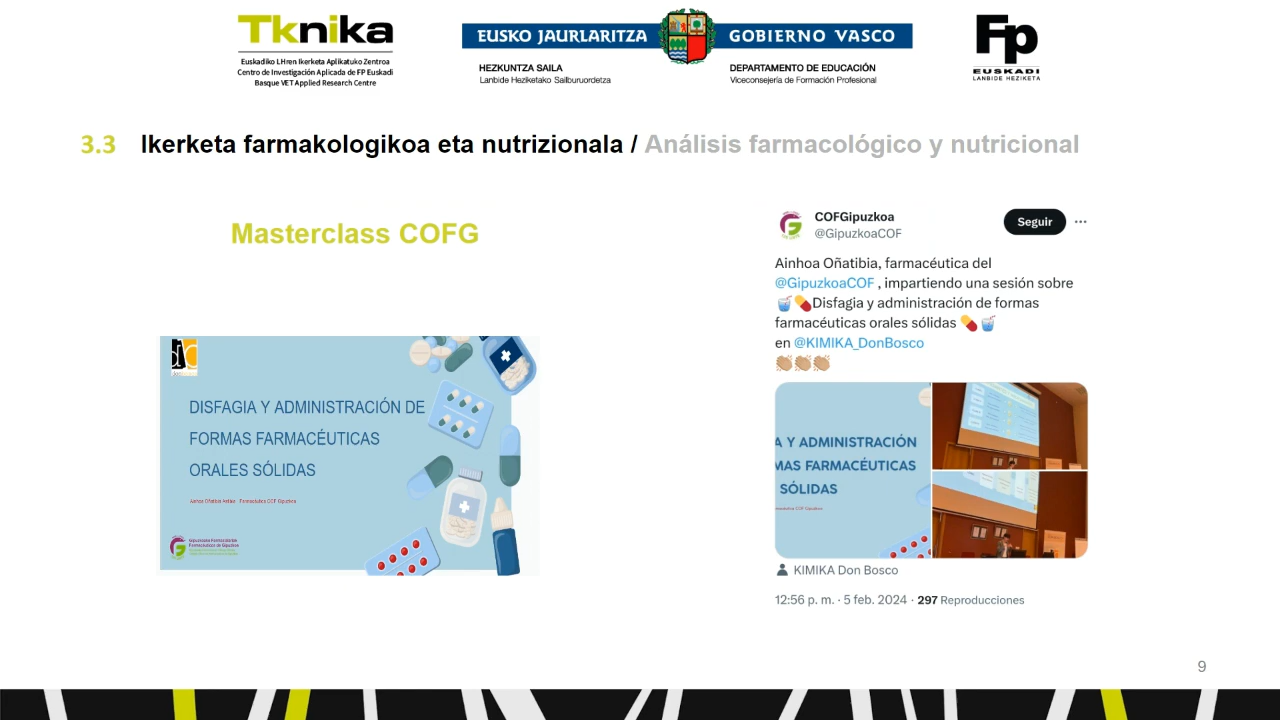 Tknika
Euskadiko LHren Ikerketa Aplikatuko Zentroa
Centro de Investigación Aplicada de FP Euskadi
Basque VET Applied Research Centre
EUSKO JAURLARITZA
GOBIERNO VASCO
HEZKUNTZA SAILA
Lanbide Heziketako Sailburuordetza
DEPARTAMENTO DE EDUCACIÓN
Viceconsejería de Formación Profesional
Fp
EUSKADI
LANBIDE HEZIKETA
3.3 Ikerketa farmakologikoa eta nutrizionala / Análisis farmacológico y nutricional
Masterclass COFG
DISFAGIA Y ADMINISTRACIÓN DE
FORMAS FARMACÉUTICAS
ORALES SÓLIDAS
COFGipuzkoa
@GipuzkoaCOF
Seguir
Ainhoa Oñatibia, farmacéutica del
@GipuzkoaCOF , impartiendo una sesión sobre
🥤💊Disfagia y administración de formas
farmacéuticas orales sólidas 💊🥤
en @KIMIKA_DonBosco
👏🏼👏🏼👏🏼
A Y ADMINISTRACIÓN
MAS FARMACÉUTICAS
SÓLIDAS
KIMIKA Don Bosco
12:56 p. m. · 5 feb. 2024 · 297 Reproducciones
9